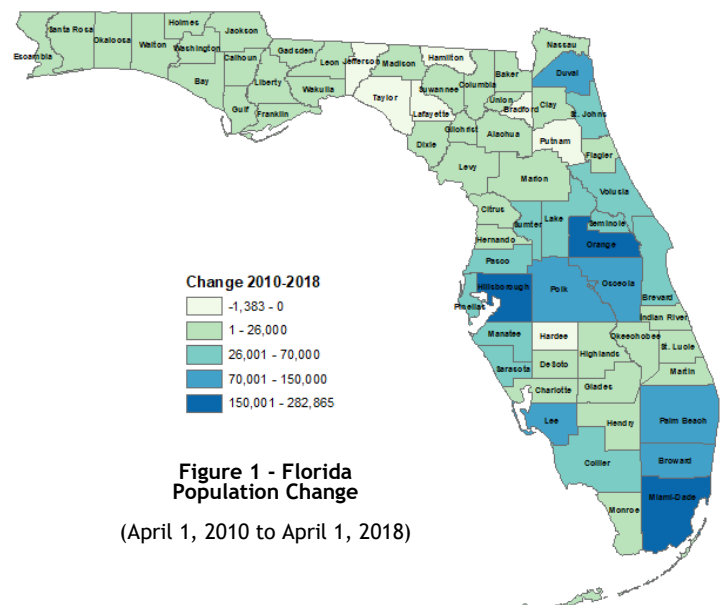 Holmes
Jackson
Santa Rosa
Okaloosa
Walton
Washington
Escambia
Calhoun
Bay
Gulf
Liberty
Franklin
Gadsden
Leon
Wakulla
Jefferson
Madison
Hamilton
Taylor
Suwannee
Lafayette
Columbia
Baker
Nassau
Duval
Union
Bradford
Clay
St. Johns
Dixie
Gilchrist
Alachua
Putnam
Flagler
Levy
Marion
Volusia
Citrus
Sumter
Lake
Seminole
Hernando
Orange
Pasco
Hillsborough
Polk
Osceola
Brevard
Pinellas
Indian River
Manatee
Hardee
Okeechobee
Highlands
St. Lucie
Sarasota
DeSoto
Martin
Charlotte
Glades
Lee
Hendry
Palm Beach
Collier
Broward
Monroe
Miami-Dade
Change 2010-2018
-1,383 - 0
1 - 26,000
26,001 - 70,000
70,001 - 150,000
150,001 - 282,865
Figure 1 - Florida
Population Change
(April 1, 2010 to April 1, 2018)